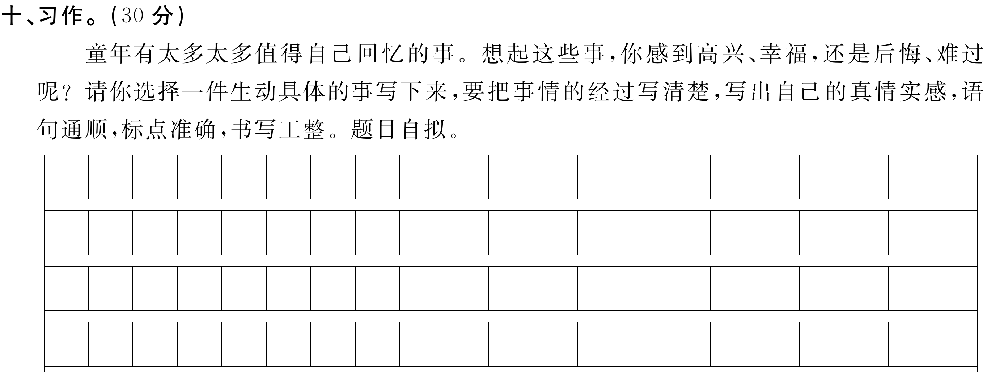 十、习作。(30 分)
童年有太多太多值得自己回忆的事。想起这些事,你感到高兴、幸福,还是后悔、难过
呢? 请你选择一件生动具体的事写下来,要把事情的经过写清楚,写出自己的真情实感,语
句通顺,标点准确,书写工整。题目自拟。